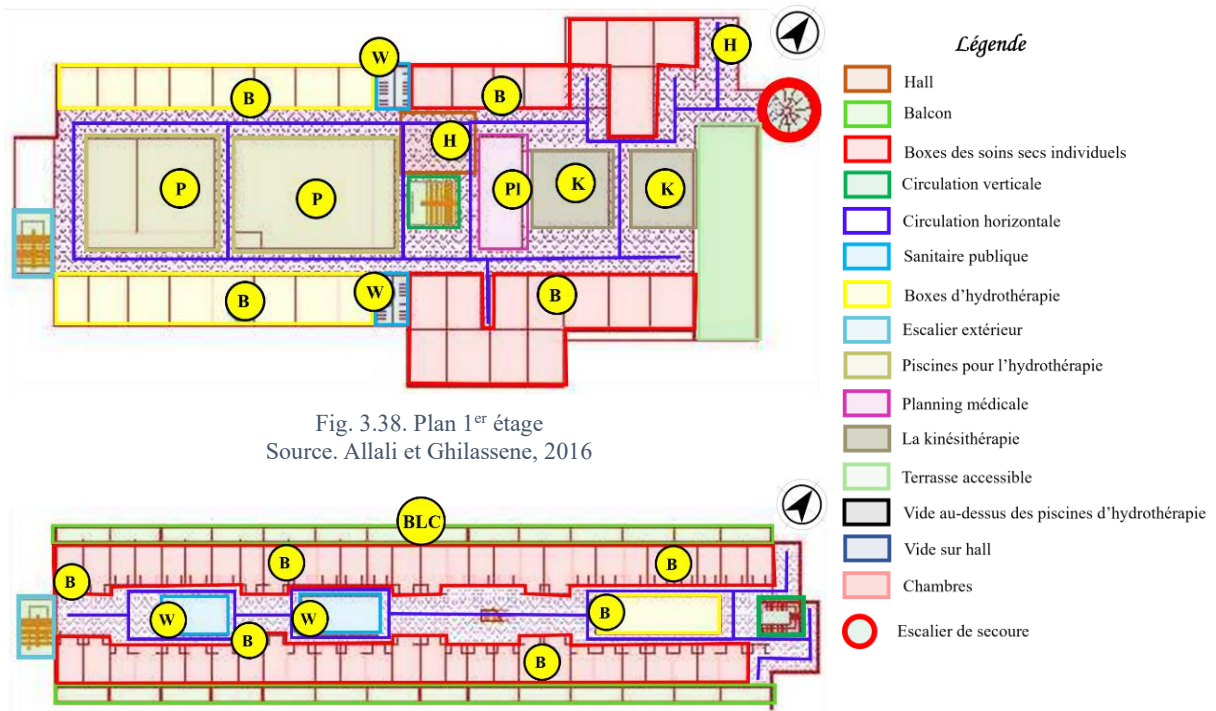 H
W
B
B
H
P
P
Pl
K
K
B
W
B
Fig. 3.38. Plan 1er étage
Source. Allali et Ghilassene, 2016
BLC
B
B
B
W
W
B
B
B
Légende
Hall
Balcon
Boxes des soins secs individuels
Circulation verticale
Circulation horizontale
Sanitaire publique
Boxes d'hydrothérapie
Escalier extérieur
Piscines pour l'hydrothérapie
Planning médicale
La kinésithérapie
Terrasse accessible
Vide au-dessus des piscines d'hydrothérapie
Vide sur hall
Chambres
Escalier de secoure